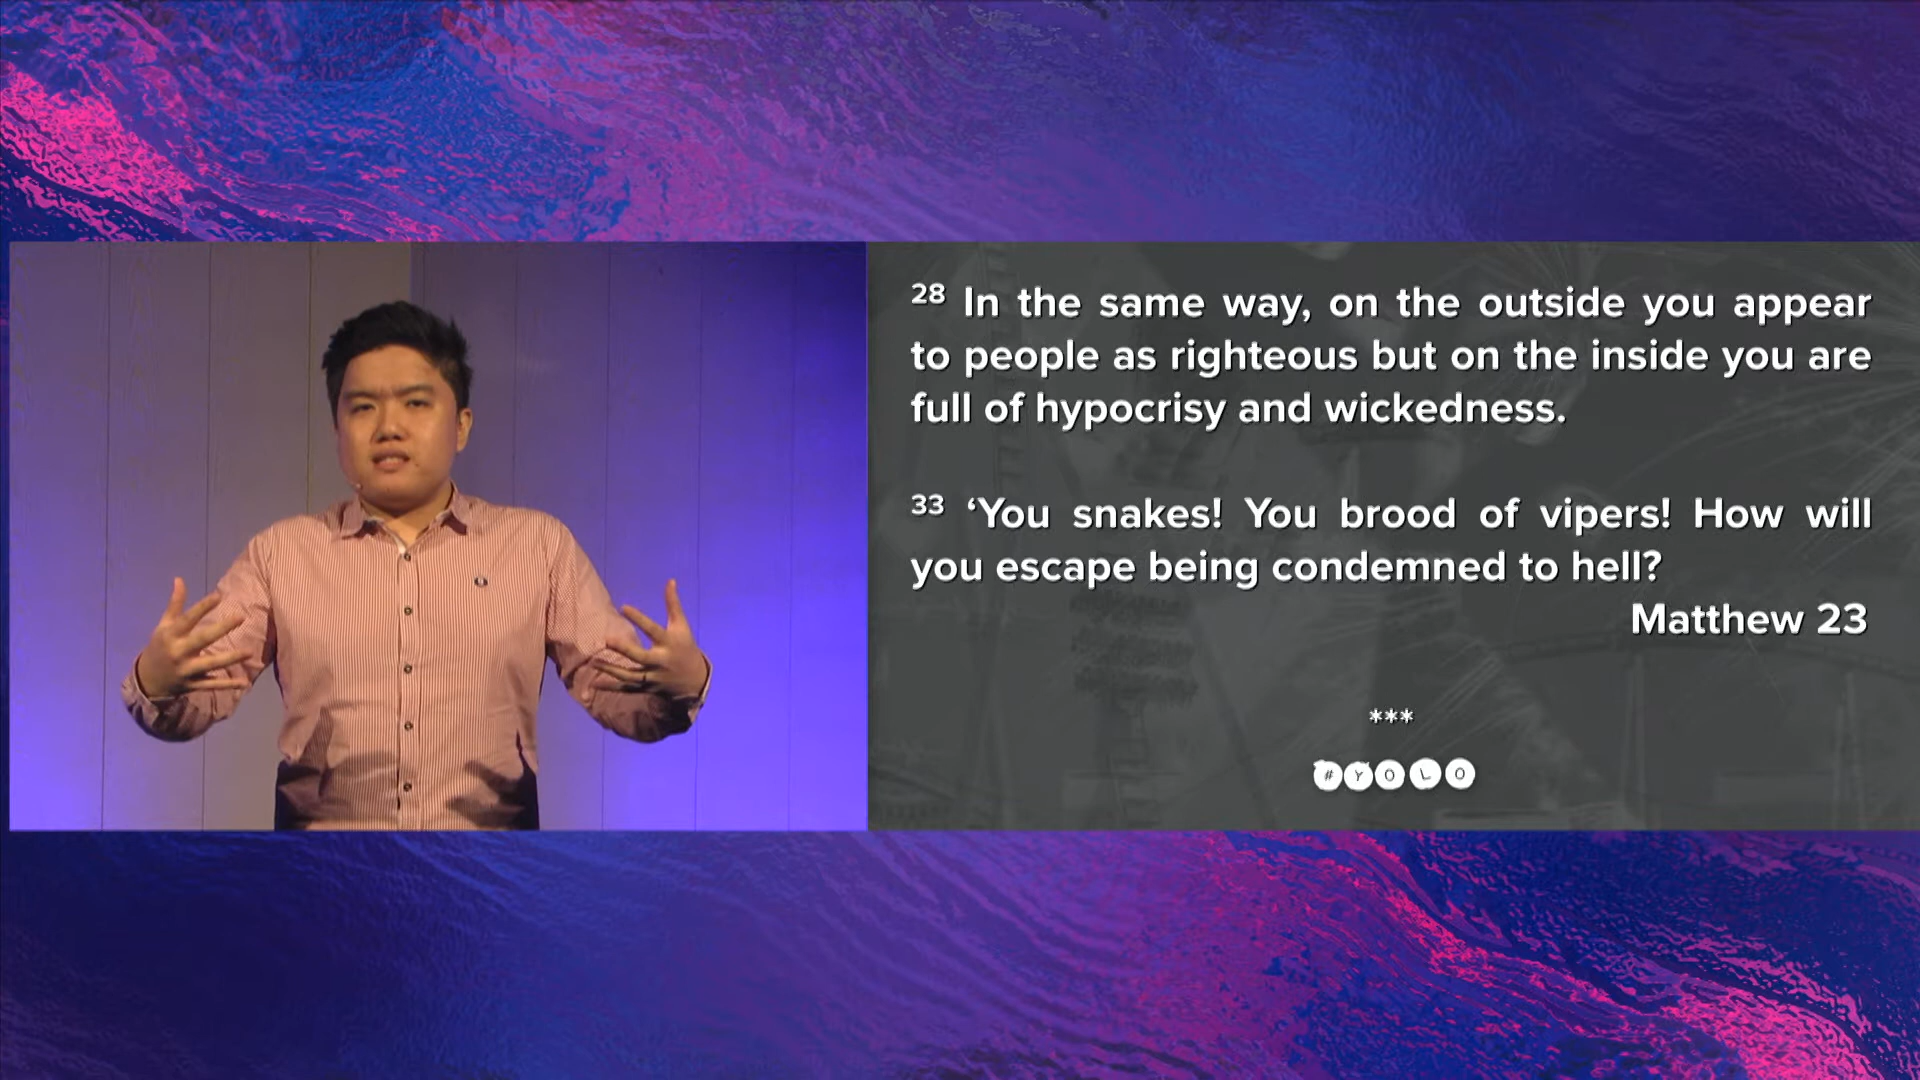 28 In the same way, on the outside you appear
to people as righteous but on the inside you are
full of hypocrisy and wickedness.
33 ‘You snakes! You brood of vipers! How will
you escape being condemned to hell?
Matthew 23
***
#YOLO